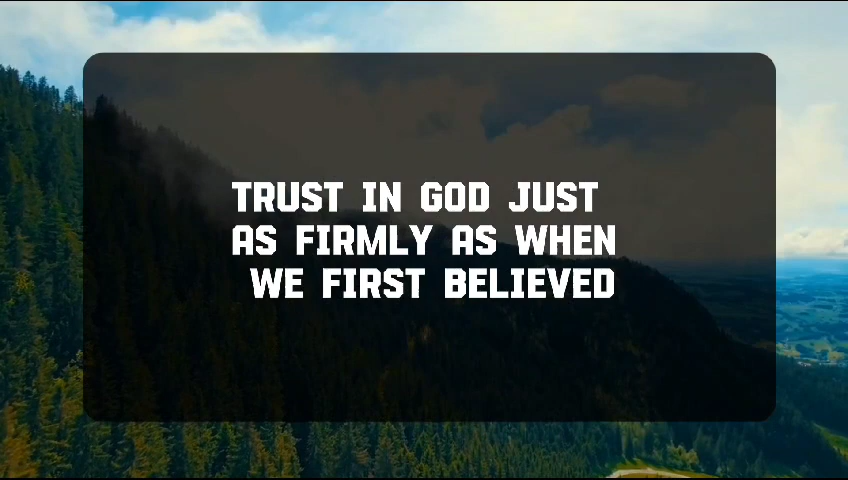 TRUST IN GOD JUST
AS FIRMLY AS WHEN
WE FIRST BELIEVED